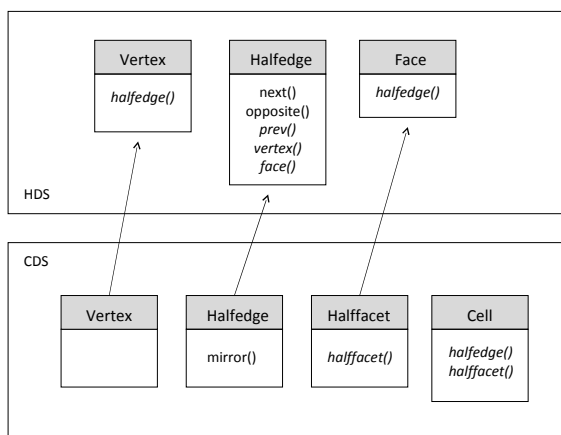 Vertex
halfedge()
Halfedge
next()
opposite()
prev()
vertex()
face()
Face
halfedge()
HDS
CDS
Vertex
Halfedge
mirror()
Halffacet
halffacet()
Cell
halfedge()
halffacet()